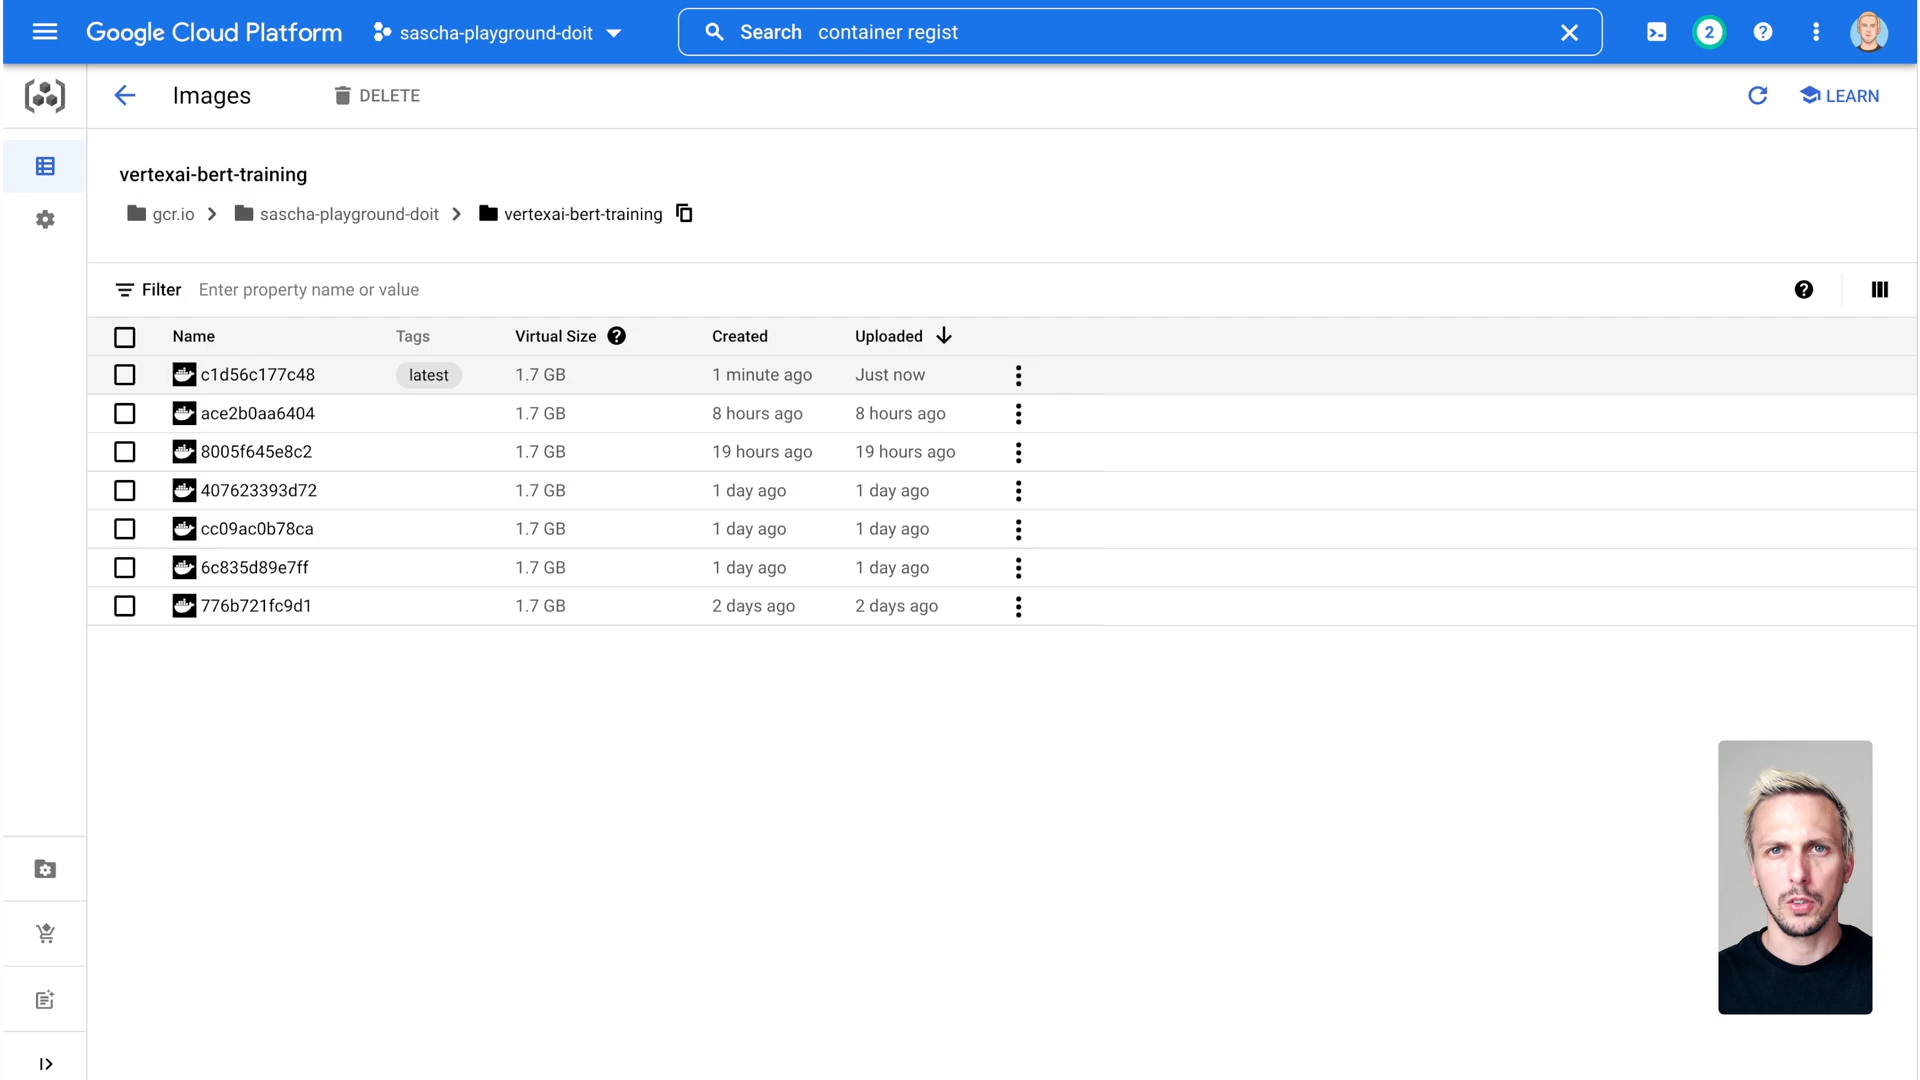 Google Cloud Platform sascha-playground-doit Search container regist 2
Images DELETE LEARN
vertexai-bert-training
gcr.io sascha-playground-doit vertexai-bert-training
Filter Enter property name or value
Name Tags Virtual Size Created Uploaded
c1d56c177c48 latest 1.7 GB 1 minute ago Just now
ace2b0aa6404 1.7 GB 8 hours ago 8 hours ago
8005f645e8c2 1.7 GB 19 hours ago 19 hours ago
407623393d72 1.7 GB 1 day ago 1 day ago
cc09ac0b78ca 1.7 GB 1 day ago 1 day ago
6c835d89e7ff 1.7 GB 1 day ago 1 day ago
776b721fc9d1 1.7 GB 2 days ago 2 days ago